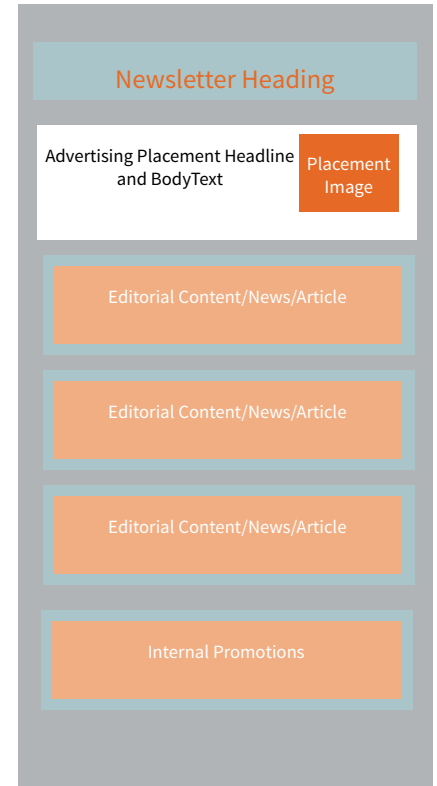 Newsletter Heading
Advertising Placement Headline
and BodyText
Placement
Image
Editorial Content/News/Article
Editorial Content/News/Article
Editorial Content/News/Article
Internal Promotions